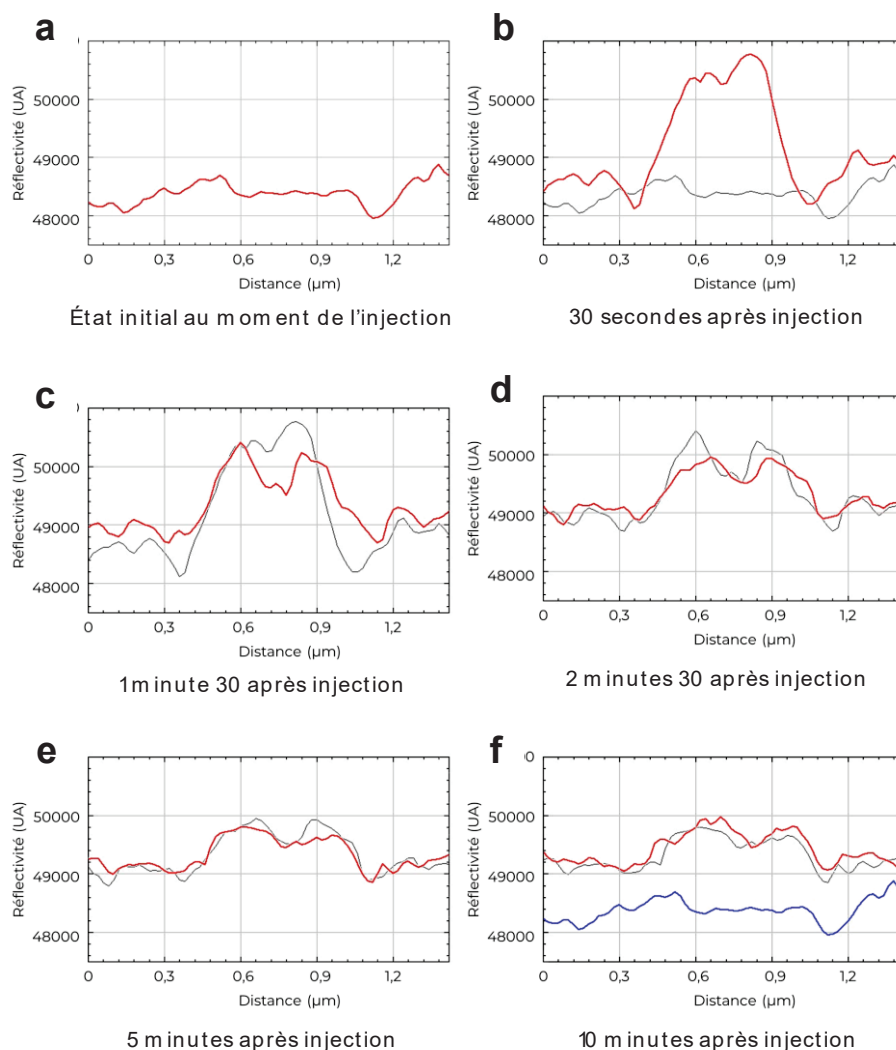 a
Réflectivité (UA)
50000
49000
48000
0 0,3 0,6 0,9 1,2
Distance (µm)
État initial au moment de l'injection
b
Réflectivité (UA)
50000
49000
48000
0 0,3 0,6 0,9 1,2
Distance (µm)
30 secondes après injection
c
Réflectivité (UA)
50000
49000
48000
0 0,3 0,6 0,9 1,2
Distance (µm)
1 minute 30 après injection
d
Réflectivité (UA)
50000
49000
48000
0 0,3 0,6 0,9 1,2
Distance (µm)
2 minutes 30 après injection
e
Réflectivité (UA)
50000
49000
48000
0 0,3 0,6 0,9 1,2
Distance (µm)
5 minutes après injection
f
Réflectivité (UA)
50000
49000
48000
0 0,3 0,6 0,9 1,2
Distance (µm)
10 minutes après injection